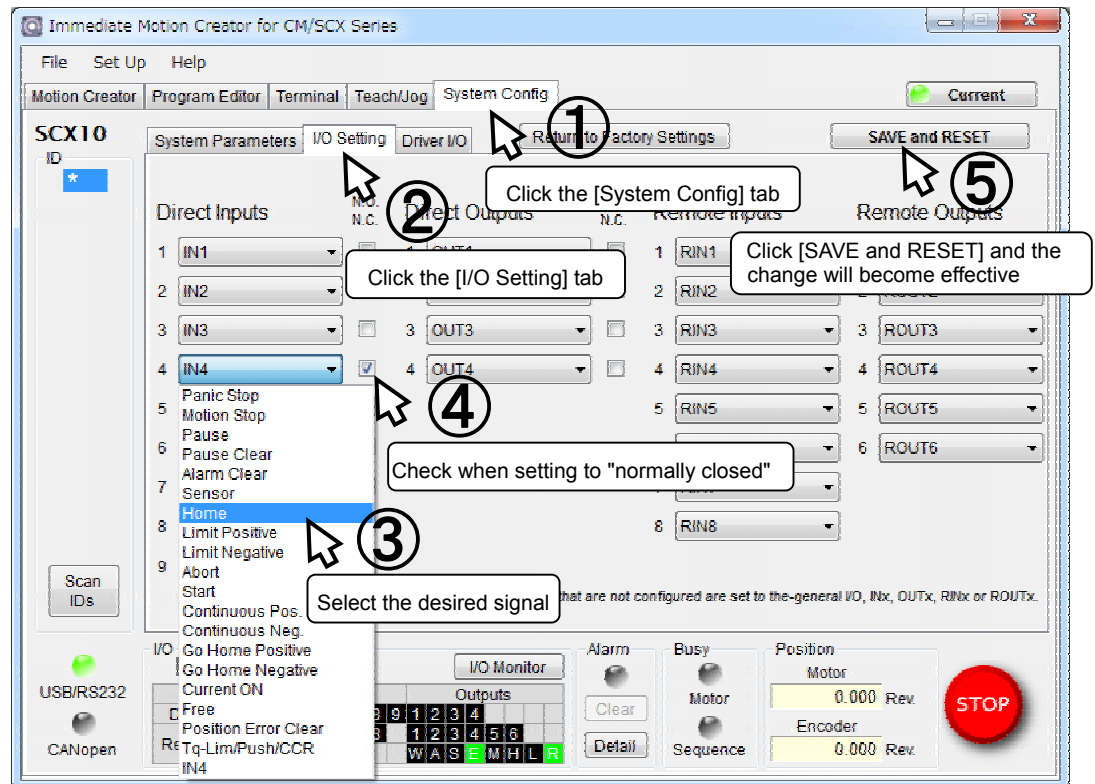 Immediate Motion Creator for CM/SCX Series
File Set Up Help
Motion Creator Program Editor Terminal Teach/Jog System Config Current
SCX10
System Parameters I/O Setting Driver I/O Return to Factory Settings SAVE and RESET
ID
*
①
②
⑤
Click the [System Config] tab
Direct Inputs N.O. N.C. Direct Outputs N.C. Remote Inputs Remote Outputs
Click [SAVE and RESET] and the
change will become effective
Click the [I/O Setting] tab
1 IN1 1 OUT1 1 RIN1
2 IN2 2 RIN2 2 ROUT2
3 IN3 3 OUT3 3 RIN3 3 ROUT3
4 IN4 4 OUT4 4 RIN4 4 ROUT4
5 5 RIN5 5 ROUT5
6 6 ROUT6
7
8 8 RIN8
9
Panic Stop
Motion Stop
Pause
Pause Clear
Alarm Clear
Sensor
Home
Limit Positive
Limit Negative
Abort
Start
Continuous Pos.
Continuous Neg.
Go Home Positive
Go Home Negative
Current ON
Free
Position Error Clear
Tq-Lim/Push/CCR
IN4
④
Check when setting to "normally closed"
③
Select the desired signal
that are not configured are set to the-general I/O, INx, OUTx, RINx or ROUTx.
Scan
IDs
USB/RS232
CANopen
I/O
I/O Monitor
Outputs
8 9 1 2 3 4
8 1 2 3 4 5 6
W A S E M H L R
Alarm
Clear
Detail
Busy
Motor
Sequence
Position
Motor
0.000 Rev.
Encoder
0.000 Rev.
STOP